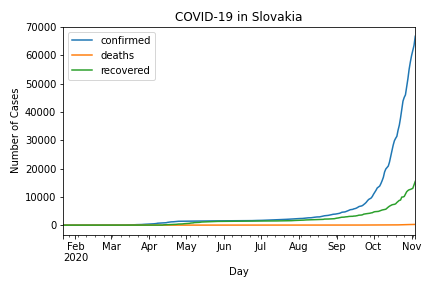 COVID-19 in Slovakia
confirmed
deaths
recovered
Number of Cases
70000
60000
50000
40000
30000
20000
10000
0
Feb Mar Apr May Jun Jul Aug Sep Oct Nov
2020
Day